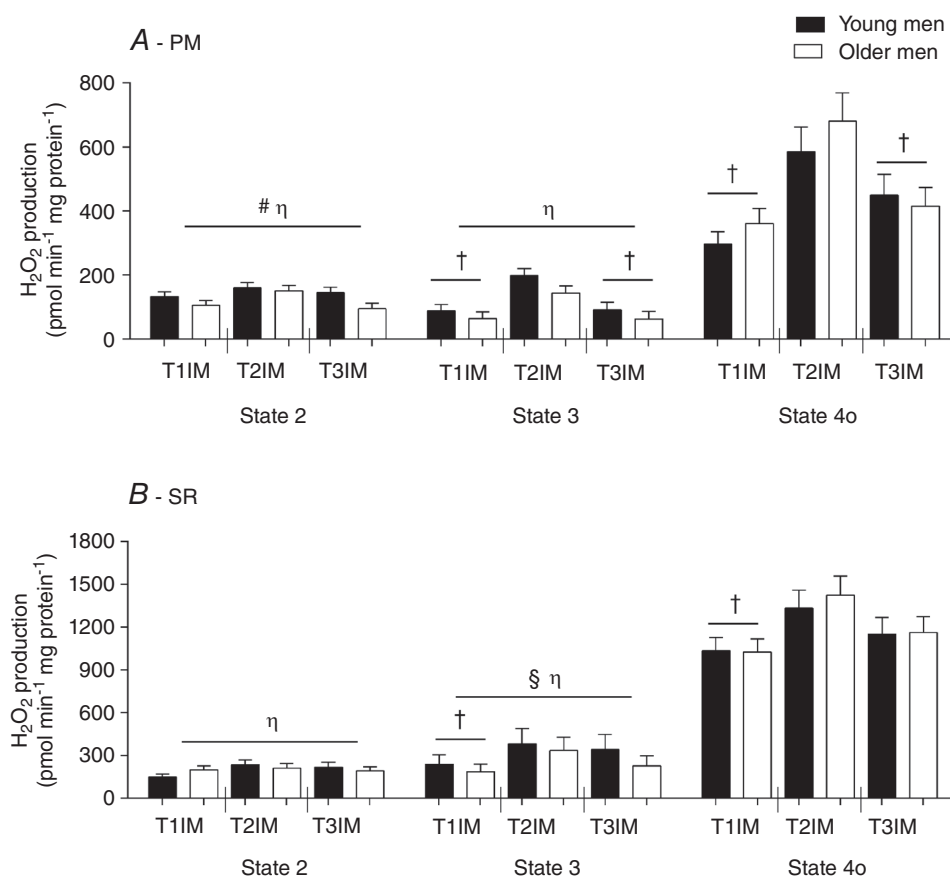 A - PM
Young men
Older men
H₂O₂ production
(pmol min⁻¹ mg protein⁻¹)
800
600
400
200
0
# η
η
†
†
†
†
T1IM T2IM T3IM T1IM T2IM T3IM T1IM T2IM T3IM
State 2 State 3 State 4o
B - SR
H₂O₂ production
(pmol min⁻¹ mg protein⁻¹)
1800
1500
1200
900
600
300
0
η
§ η
†
†
T1IM T2IM T3IM T1IM T2IM T3IM T1IM T2IM T3IM
State 2 State 3 State 4o